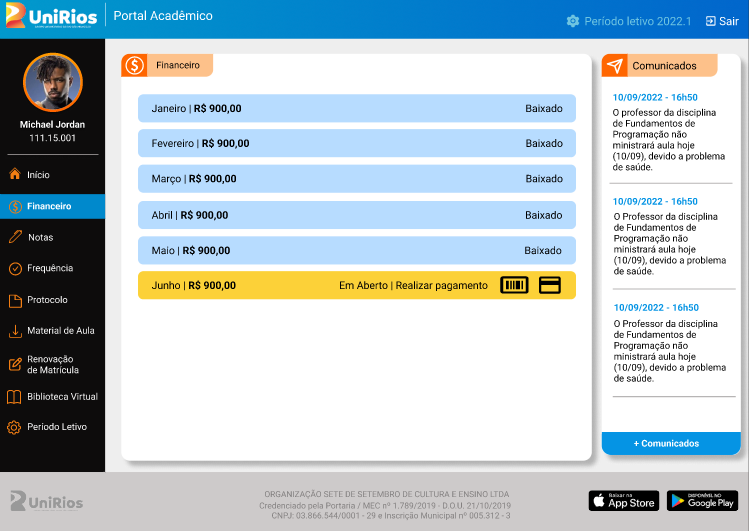 UniRios
Portal Acadêmico
Período letivo 2022.1
Sair
Michael Jordan
111.15.001
Início
Financeiro
Notas
Frequência
Protocolo
Material de Aula
Renovação
de Matrícula
Biblioteca Virtual
Período Letivo
Financeiro
Janeiro | R$ 900,00 Baixado
Fevereiro | R$ 900,00 Baixado
Março | R$ 900,00 Baixado
Abril | R$ 900,00 Baixado
Maio | R$ 900,00 Baixado
Junho | R$ 900,00 Em Aberto | Realizar pagamento
Comunicados
10/09/2022 - 16h50
O professor da disciplina
de Fundamentos de
Programação não
ministrará aula hoje
(10/09), devido a problema
de saúde.
10/09/2022 - 16h50
O Professor da disciplina
de Fundamentos de
Programação não
ministrará aula hoje
(10/09), devido a problema
de saúde.
10/09/2022 - 16h50
O Professor da disciplina
de Fundamentos de
Programação não
ministrará aula hoje
(10/09), devido a problema
de saúde.
+ Comunicados
UniRios
ORGANIZAÇÃO SETE DE SETEMBRO DE CULTURA E ENSINO LTDA
Credenciado pela Portaria / MEC nº 1.789/2019 - D.O.U. 21/10/2019
CNPJ: 03.866.544/0001 - 29 e Inscrição Municipal nº 005.312 - 3
Baixar na
App Store
DISPONÍVEL NO
Google Play